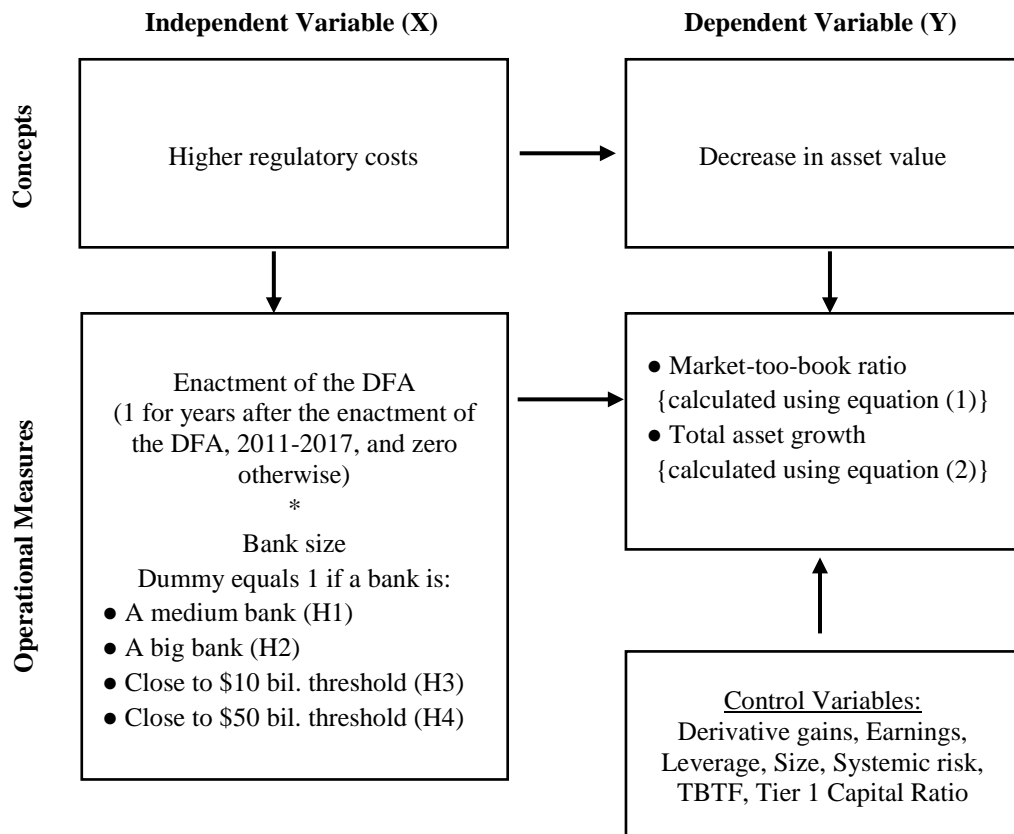 Independent Variable (X)
Dependent Variable (Y)
Concepts
Higher regulatory costs
Decrease in asset value
Operational Measures
Enactment of the DFA
(1 for years after the enactment of
the DFA, 2011-2017, and zero
otherwise)
*
Bank size
Dummy equals 1 if a bank is:
● A medium bank (H1)
● A big bank (H2)
● Close to $10 bil. threshold (H3)
● Close to $50 bil. threshold (H4)
● Market-too-book ratio
{calculated using equation (1)}
● Total asset growth
{calculated using equation (2)}
Control Variables:
Derivative gains, Earnings,
Leverage, Size, Systemic risk,
TBTF, Tier 1 Capital Ratio